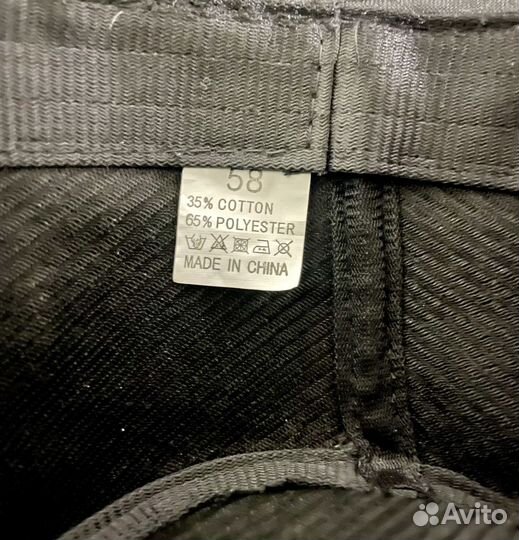 58
35% COTTON
65% POLYESTER
MADE IN CHINA
Avito